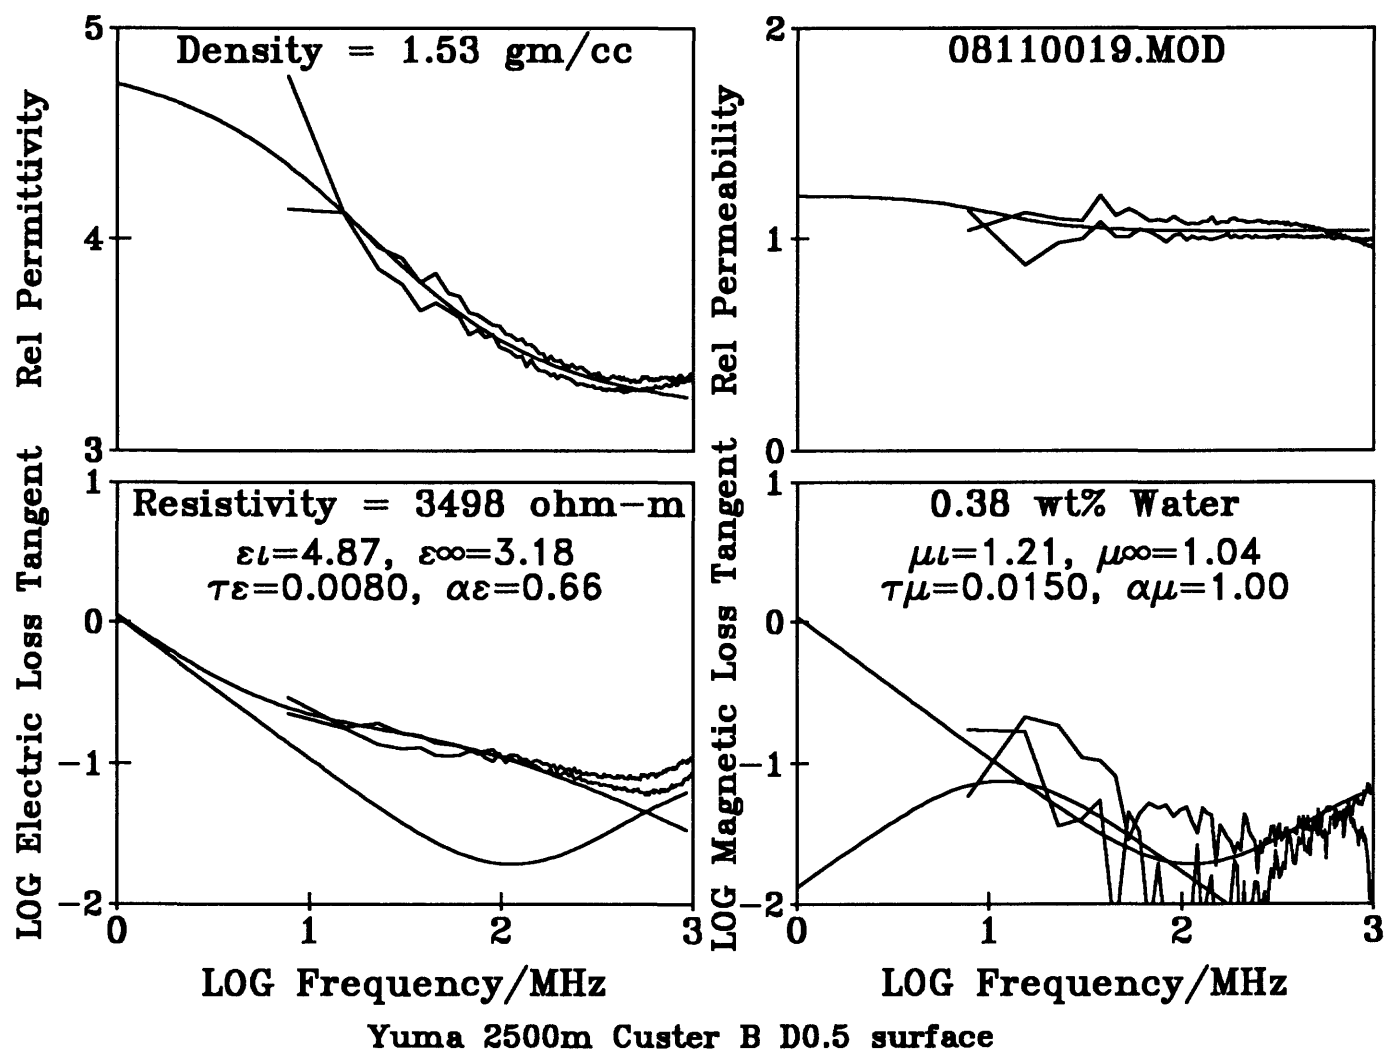 5
4
3
Rel Permittivity
Density = 1.53 gm/cc
2
1
0
Rel Permeability
08110019.MOD
1
0
−1
−2
LOG Electric Loss Tangent
Resistivity = 3498 ohm−m
ει=4.87, ε∞=3.18
τε=0.0080, αε=0.66
0 1 2 3
LOG Frequency/MHz
1
0
−1
−2
LOG Magnetic Loss Tangent
0.38 wt% Water
μι=1.21, μ∞=1.04
τμ=0.0150, αμ=1.00
0 1 2 3
LOG Frequency/MHz
Yuma 2500m Custer B D0.5 surface